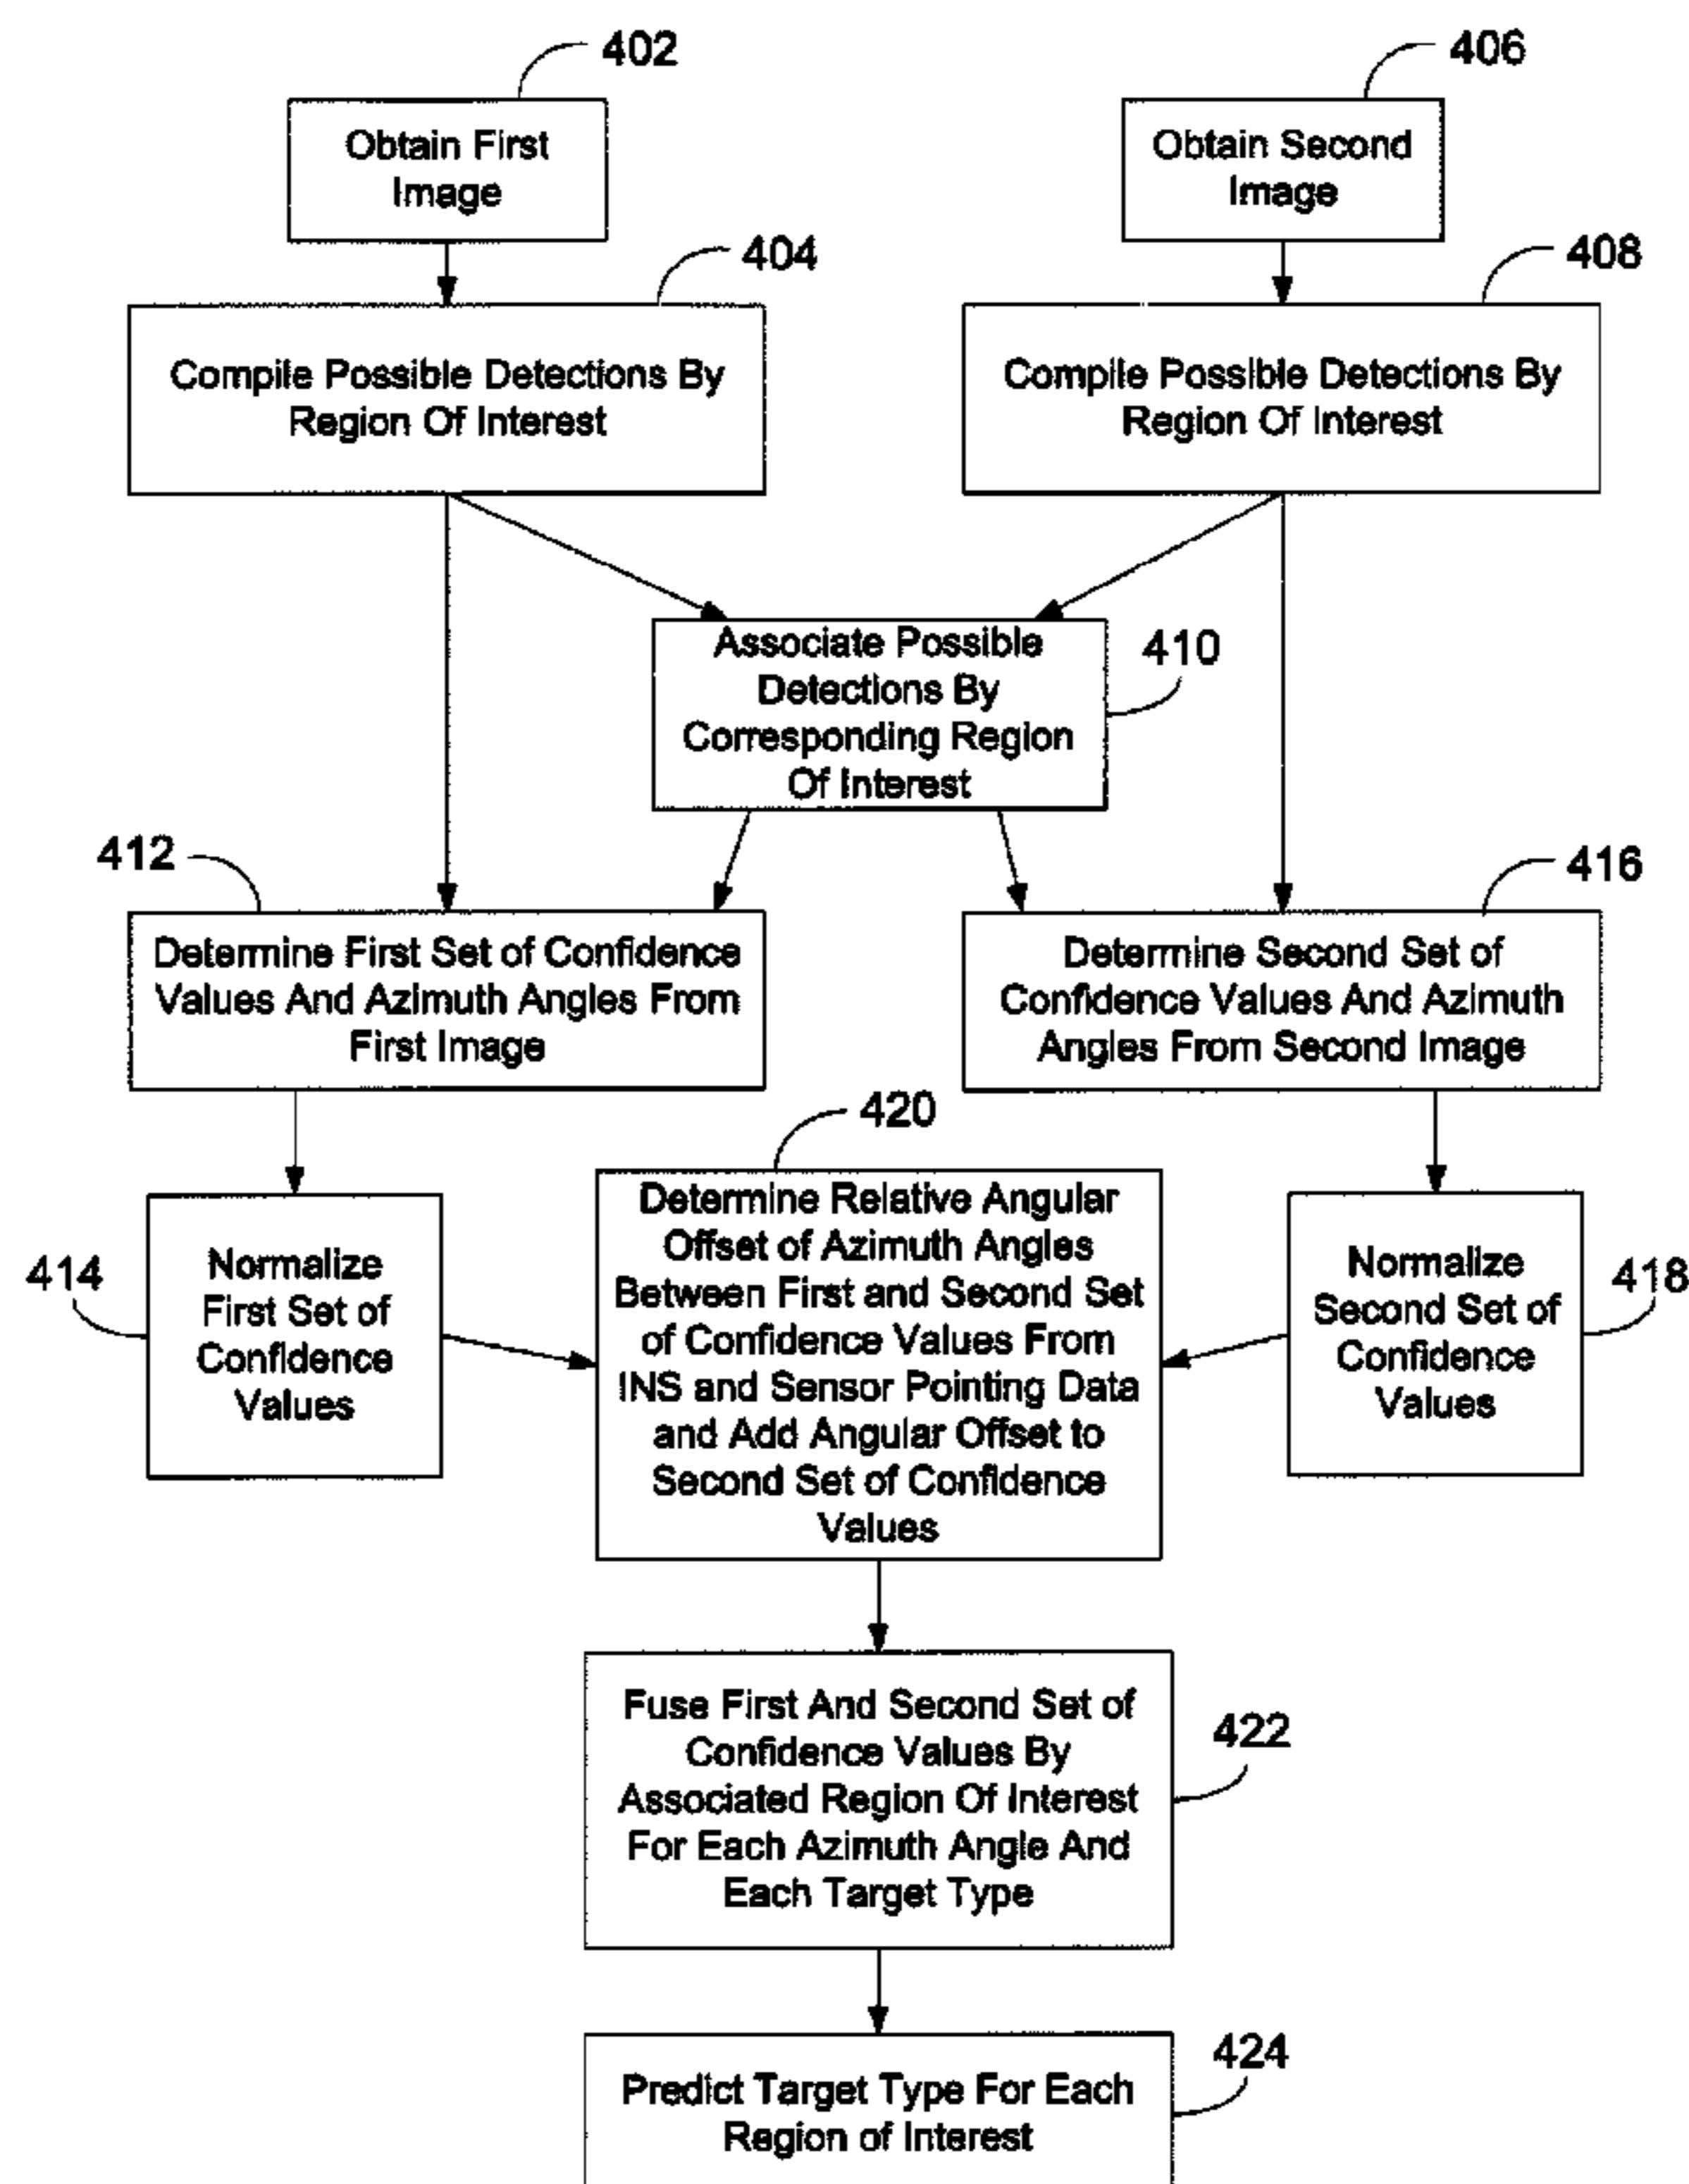 402
Obtain First
Image
406
Obtain Second
Image
404
Compile Possible Detections By
Region Of Interest
408
Compile Possible Detections By
Region Of Interest
Associate Possible
Detections By
Corresponding Region
Of Interest
410
412
Determine First Set of Confidence
Values And Azimuth Angles From
First Image
416
Determine Second Set of
Confidence Values And Azimuth
Angles From Second Image
414
Normalize
First Set of
Confidence
Values
420
Determine Relative Angular
Offset of Azimuth Angles
Between First and Second Set
of Confidence Values From
INS and Sensor Pointing Data
and Add Angular Offset to
Second Set of Confidence
Values
Normalize
Second Set of
Confidence
Values
418
Fuse First And Second Set of
Confidence Values By
Associated Region Of Interest
For Each Azimuth Angle And
Each Target Type
422
Predict Target Type For Each
Region of Interest
424